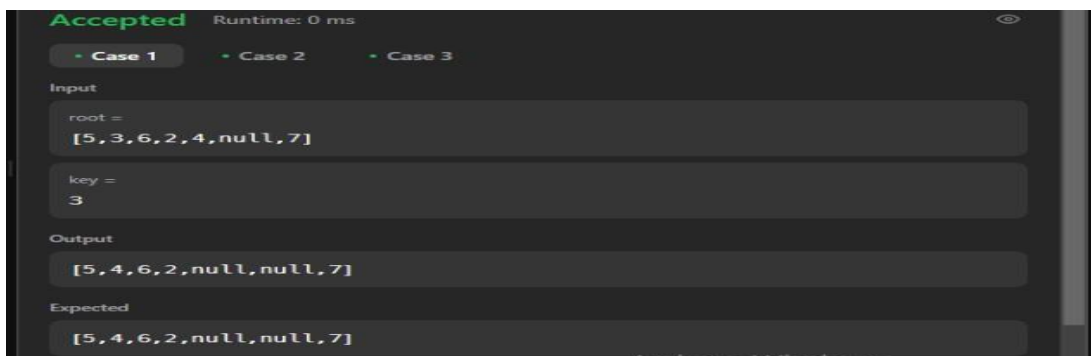 Accepted Runtime: 0 ms
• Case 1 • Case 2 • Case 3
Input
root =
[5,3,6,2,4,null,7]
key =
3
Output
[5,4,6,2,null,null,7]
Expected
[5,4,6,2,null,null,7]